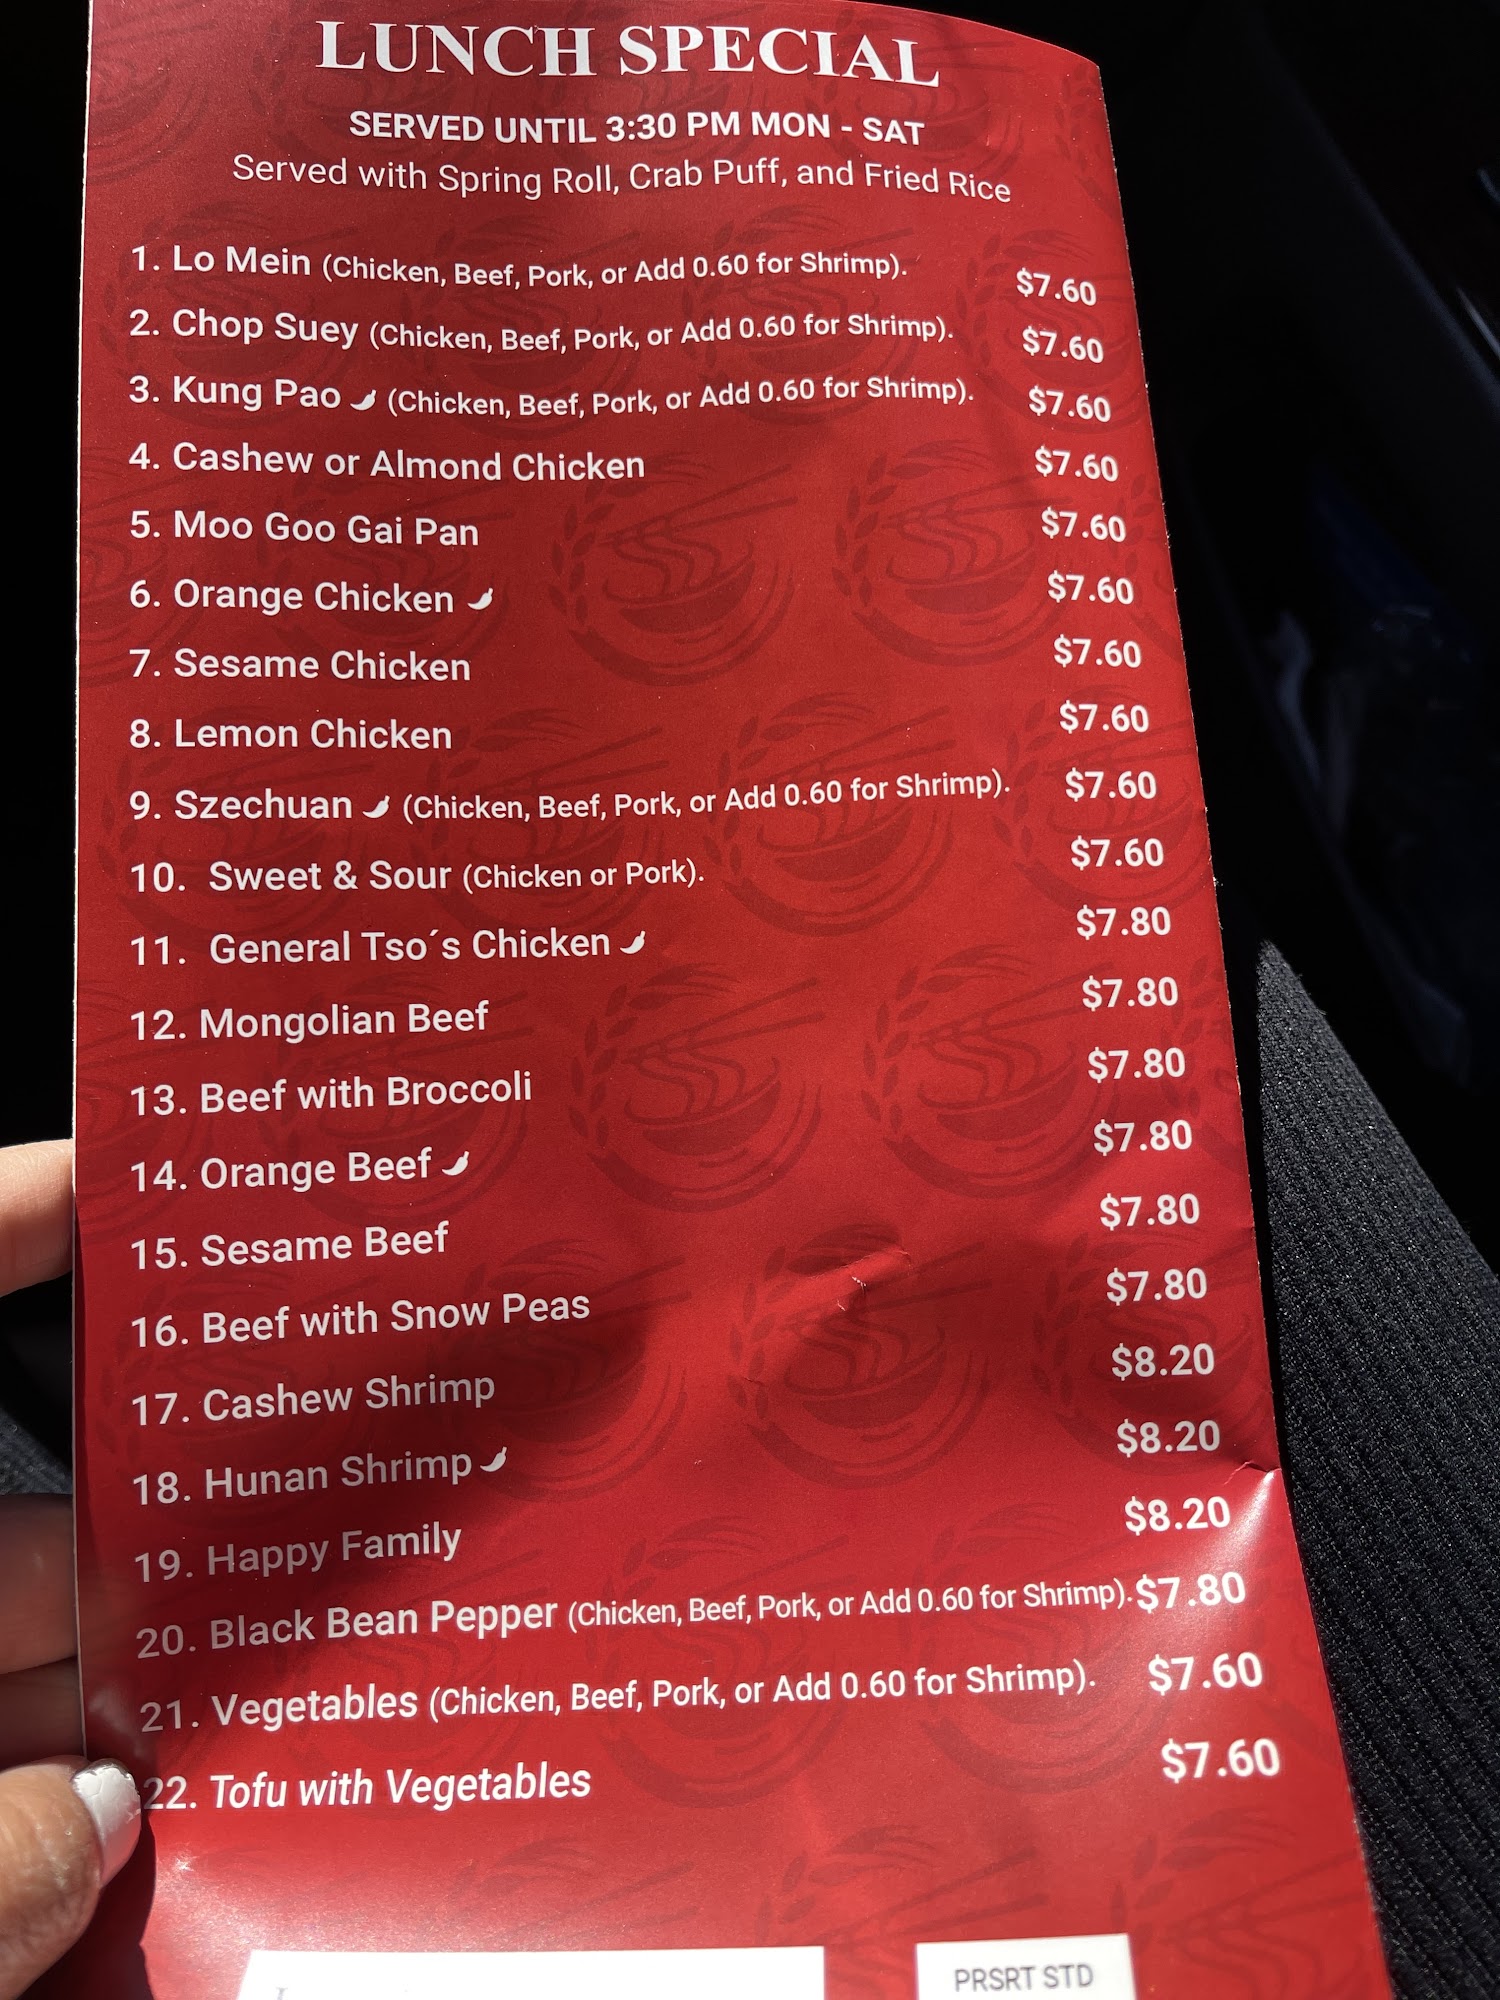 LUNCH SPECIAL
SERVED UNTIL 3:30 PM MON - SAT
Served with Spring Roll, Crab Puff, and Fried Rice
1. Lo Mein (Chicken, Beef, Pork, or Add 0.60 for Shrimp). $7.60
2. Chop Suey (Chicken, Beef, Pork, or Add 0.60 for Shrimp). $7.60
3. Kung Pao (Chicken, Beef, Pork, or Add 0.60 for Shrimp). $7.60
4. Cashew or Almond Chicken $7.60
5. Moo Goo Gai Pan $7.60
6. Orange Chicken $7.60
7. Sesame Chicken $7.60
8. Lemon Chicken $7.60
9. Szechuan (Chicken, Beef, Pork, or Add 0.60 for Shrimp). $7.60
10. Sweet & Sour (Chicken or Pork). $7.60
11. General Tso´s Chicken $7.80
12. Mongolian Beef $7.80
13. Beef with Broccoli $7.80
14. Orange Beef $7.80
15. Sesame Beef $7.80
16. Beef with Snow Peas $7.80
17. Cashew Shrimp $8.20
18. Hunan Shrimp $8.20
19. Happy Family $8.20
20. Black Bean Pepper (Chicken, Beef, Pork, or Add 0.60 for Shrimp). $7.80
21. Vegetables (Chicken, Beef, Pork, or Add 0.60 for Shrimp). $7.60
22. Tofu with Vegetables $7.60
PRSRT STD